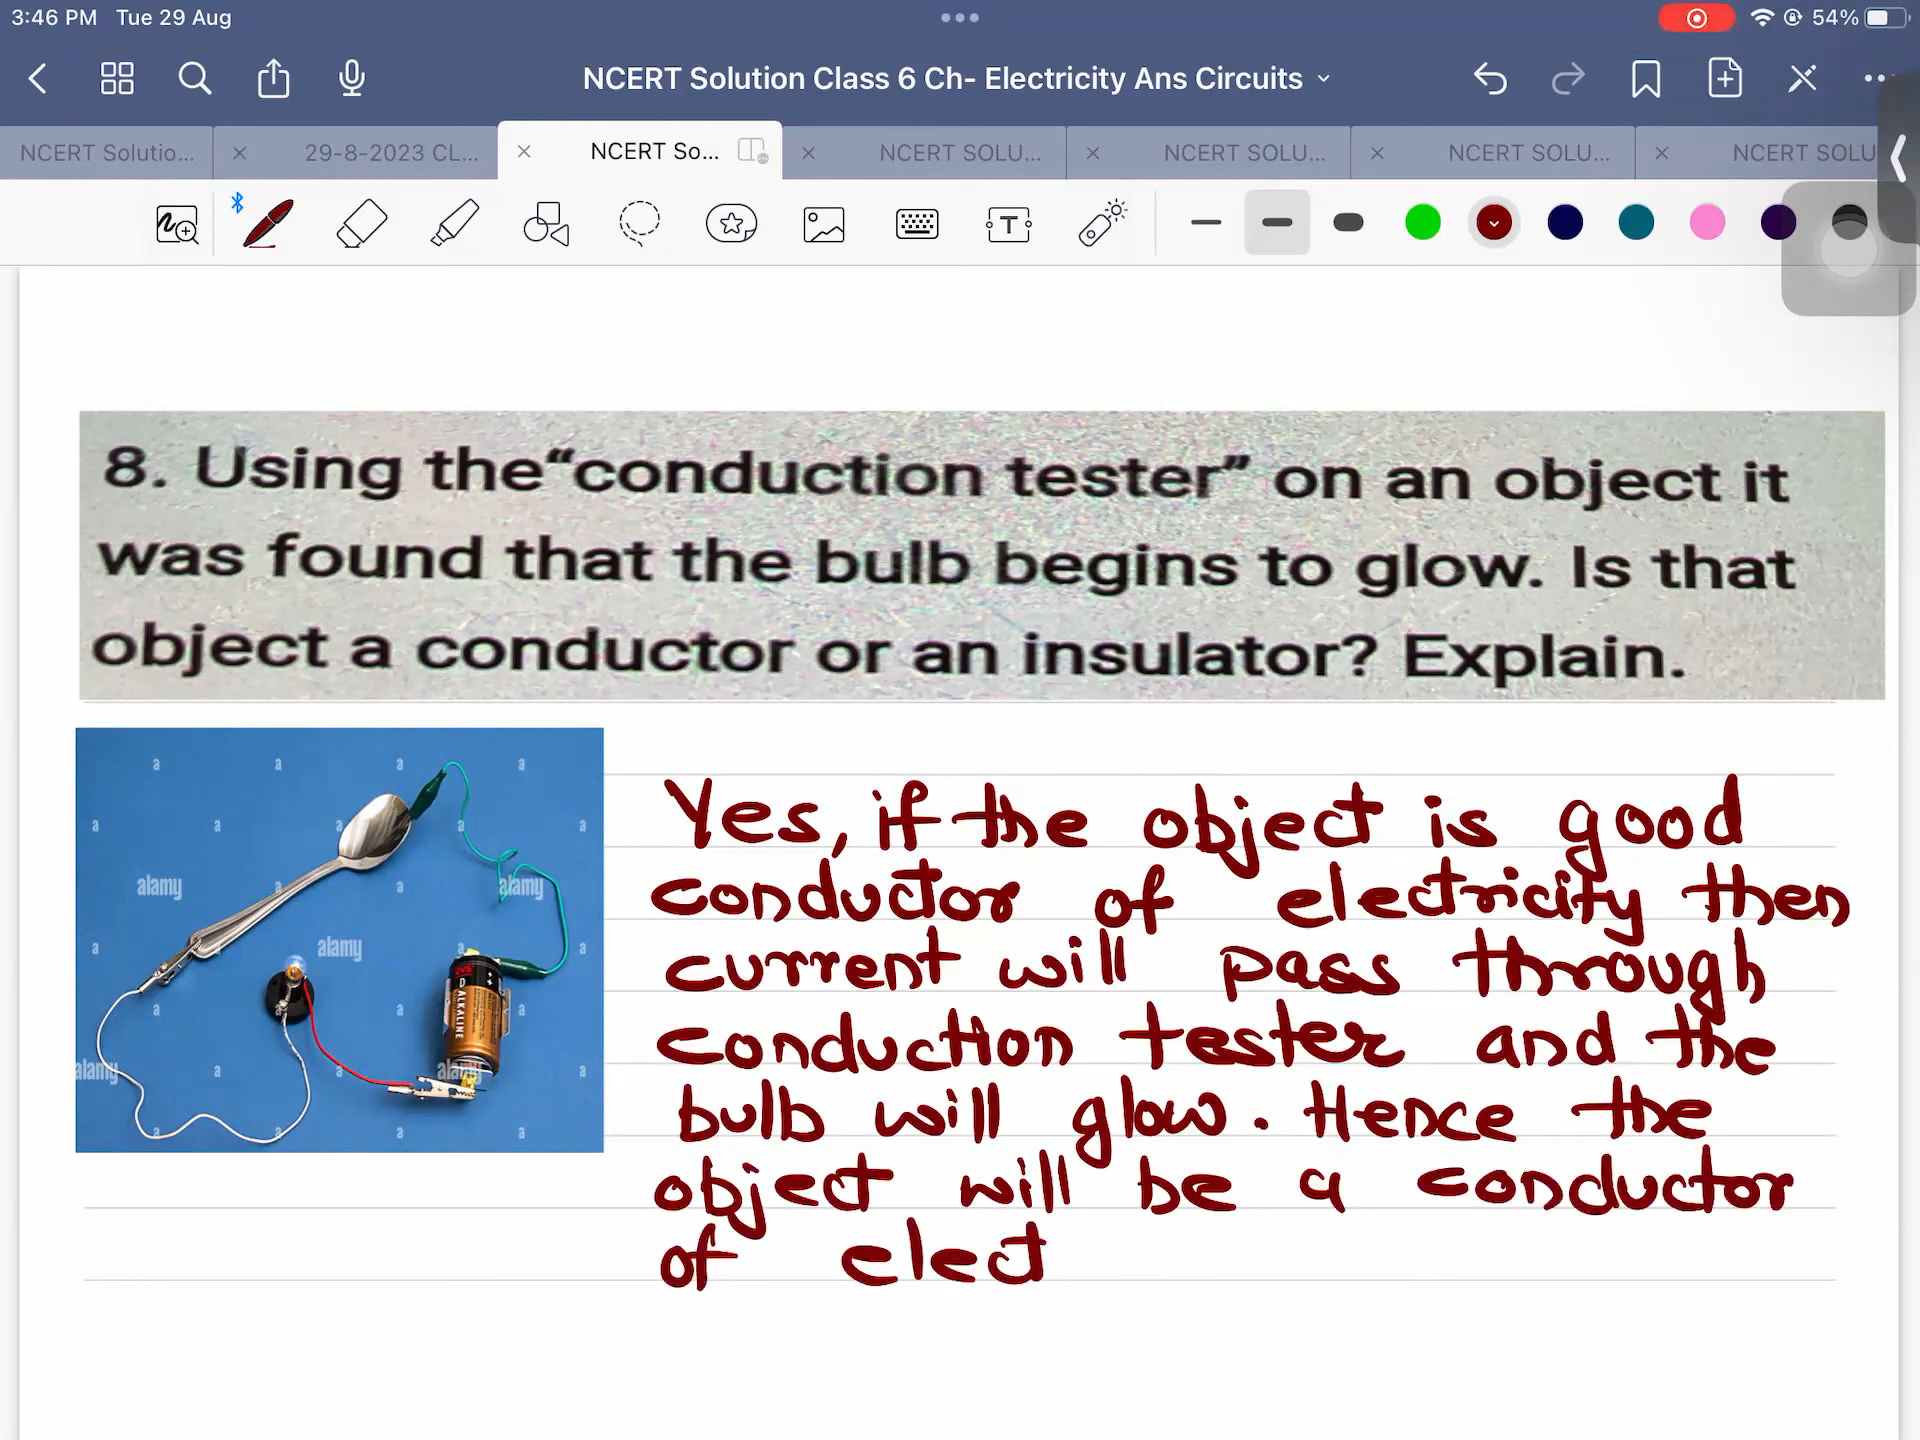 3:46 PM Tue 29 Aug
54%
NCERT Solution Class 6 Ch- Electricity Ans Circuits
NCERT Solutio...
29-8-2023 CL...
NCERT So...
NCERT SOLU...
NCERT SOLU...
NCERT SOLU...
NCERT SOLU
T
8. Using the“conduction tester” on an object it
was found that the bulb begins to glow. Is that
object a conductor or an insulator? Explain.
a a a a
a a a a a
alamy a a alamy
a alamy a a
a a a
alamy a a alamy a
a a a a
ALKALINE
Yes, if the object is good
conductor of electricity then
current will pass through
conduction tester and the
bulb will glow. Hence the
object will be a conductor
of elect